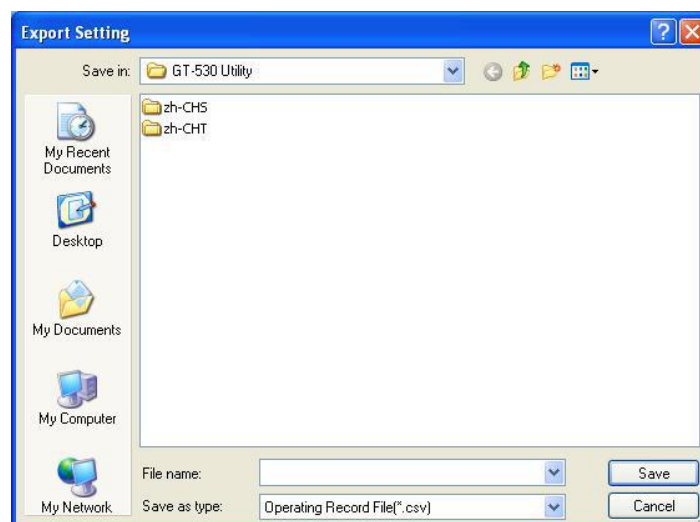 Export Setting
Save in:
GT-530 Utility
zh-CHS
zh-CHT
My Recent
Documents
Desktop
My Documents
My Computer
My Network
File name:
Save
Save as type:
Operating Record File(*.csv)
Cancel